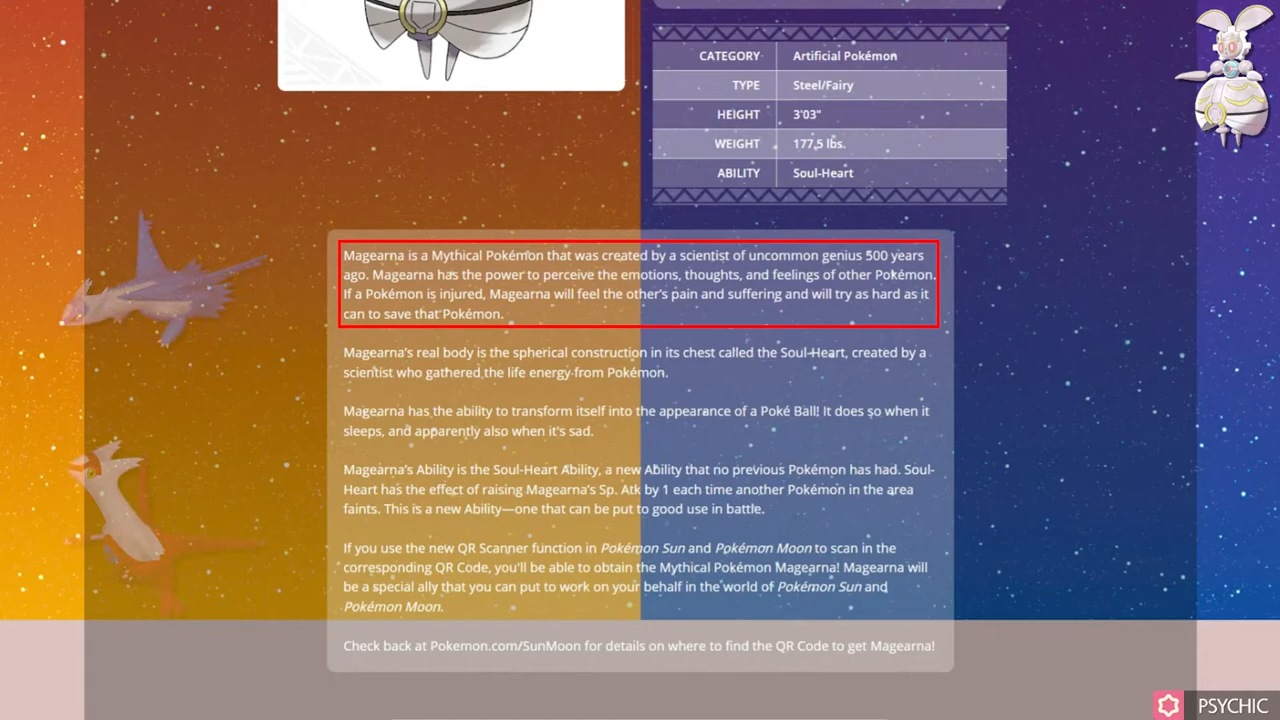 CATEGORY Artificial Pokémon
TYPE Steel/Fairy
HEIGHT 3'03"
WEIGHT 177.5 lbs.
ABILITY Soul-Heart
Magearna is a Mythical Pokémon that was created by a scientist of uncommon genius 500 years
ago. Magearna has the power to perceive the emotions, thoughts, and feelings of other Pokémon.
If a Pokémon is injured, Magearna will feel the other's pain and suffering and will try as hard as it
can to save that Pokémon.
Magearna's real body is the spherical construction in its chest called the Soul-Heart, created by a
scientist who gathered the life energy from Pokémon.
Magearna has the ability to transform itself into the appearance of a Poké Ball! It does so when it
sleeps, and apparently also when it's sad.
Magearna's Ability is the Soul-Heart Ability, a new Ability that no previous Pokémon has had. Soul-
Heart has the effect of raising Magearna's Sp. Atk by 1 each time another Pokémon in the area
faints. This is a new Ability—one that can be put to good use in battle.
If you use the new QR Scanner function in Pokémon Sun and Pokémon Moon to scan in the
corresponding QR Code, you'll be able to obtain the Mythical Pokémon Magearna! Magearna will
be a special ally that you can put to work on your behalf in the world of Pokémon Sun and
Pokémon Moon.
Check back at Pokemon.com/SunMoon for details on where to find the QR Code to get Magearna!
PSYCHIC